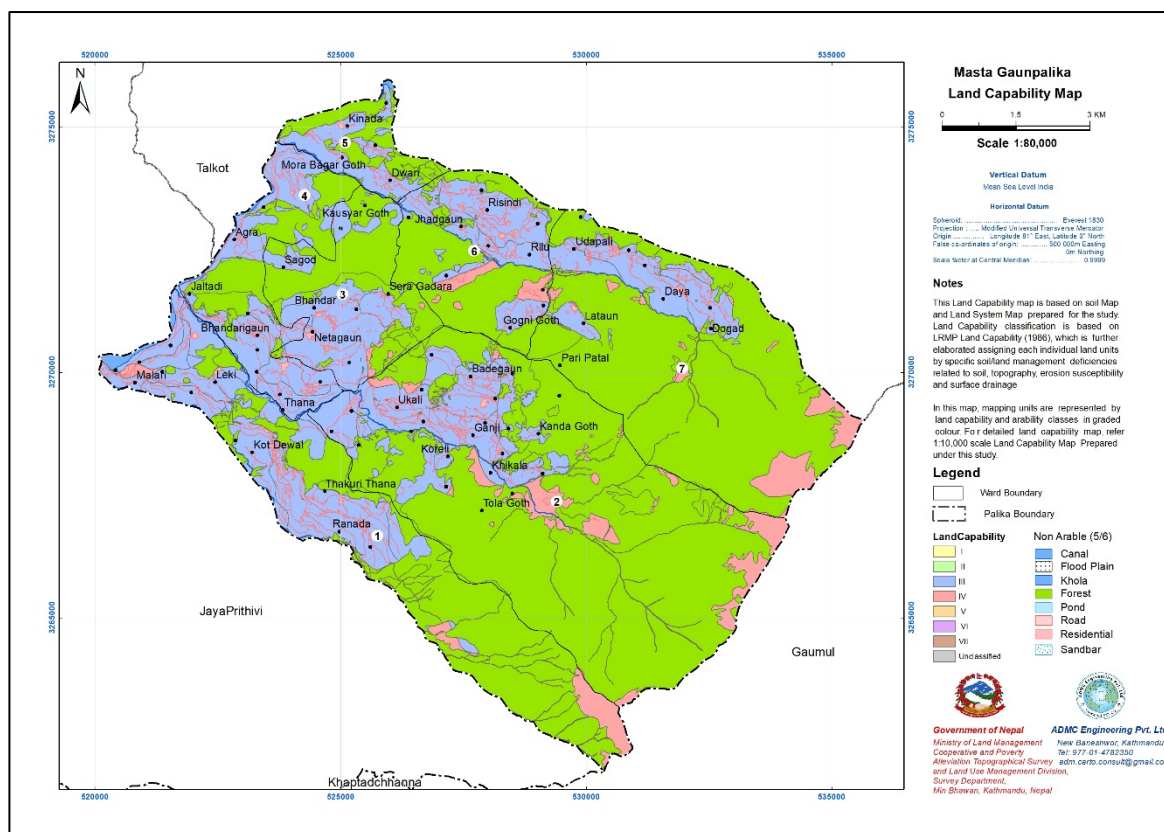 520000 525000 530000 535000
N
3275000 3275000
3270000 3270000
3265000 3265000
520000 525000 530000 535000
Talkot
JayaPrithivi
Khaptadchhanna
Gaumul
Kinada
5
Mora Bagar Goth
Dwari
4
Kausyar Goth
Risindi
Jhadgaun
Agra
6
Rilu
Udapali
Sagod
Jaltadi
Bhandar
3
Sera Gadara
Daya
Bhandarigaun
Netagaun
Gogni Goth
Lataun
Dogad
Pari Patal
Malari
Leki
Badegaun
7
Thana
Ukali
Ganji
Kanda Goth
Kot Dewal
Koreli
Khikala
Thakuri Thana
Tola Goth
2
Ranada
1
Masta Gaunpalika
Land Capability Map
0 1.5 3 KM
Scale 1:80,000
Vertical Datum
Mean Sea Level India
Horizontal Datum
Spheroid: Everest 1830
Projection : Modified Universal Transverse Mercator
Origin : Longitude 81° East, Latitude 0° North
False co-ordinates of origin: 500 000m Easting
0m Northing
Scale factor at Central Meridian: 0.9999
Notes
This Land Capability map is based on soil Map
and Land System Map prepared for the study.
Land Capability classification is based on
LRMP Land Capability (1986), which is further
elaborated assigning each individual land units
by specific soil/land management deficiencies
related to soil, topography, erosion susceptibility
and surface drainage
In this map, mapping units are represented by
land capability and arability classes in graded
colour. For detailed land capability map, refer
1:10,000 scale Land Capability Map Prepared
under this study.
Legend
Ward Boundary
Palika Boundary
LandCapability
I
II
III
IV
V
VI
VII
Unclassified
Non Arable (5/6)
Canal
Flood Plain
Khola
Forest
Pond
Road
Residential
Sandbar
Government of Nepal
Ministry of Land Management
Cooperative and Poverty
Alleviation Topographical Survey
and Land Use Management Division,
Survey Department,
Min Bhawan, Kathmandu, Nepal
ADMC Engineering Pvt. Ltd
New Baneshwor, Kathmandu
Tel: 977-01-4782350
adm.carto.consult@gmail.co